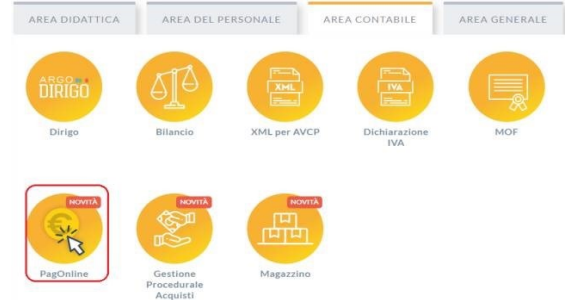 AREA DIDATTICA
AREA DEL PERSONALE
AREA CONTABILE
AREA GENERALE
ARGO
DIRIGO
XML
IVA
Dirigo
Bilancio
XML per AVCP
Dichiarazione
IVA
MOF
NOVITÀ
NOVITÀ
NOVITÀ
€
PagOnline
Gestione
Procedurale
Acquisti
Magazzino